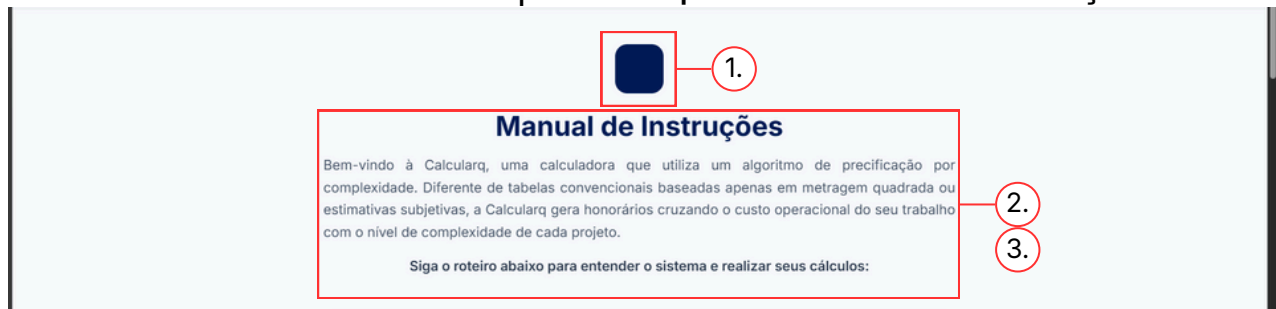 1.
Manual de Instruções
Bem-vindo à Calcularq, uma calculadora que utiliza um algoritmo de precificação por
complexidade. Diferente de tabelas convencionais baseadas apenas em metragem quadrada ou
estimativas subjetivas, a Calcularq gera honorários cruzando o custo operacional do seu trabalho
com o nível de complexidade de cada projeto.
2.
3.
Siga o roteiro abaixo para entender o sistema e realizar seus cálculos: